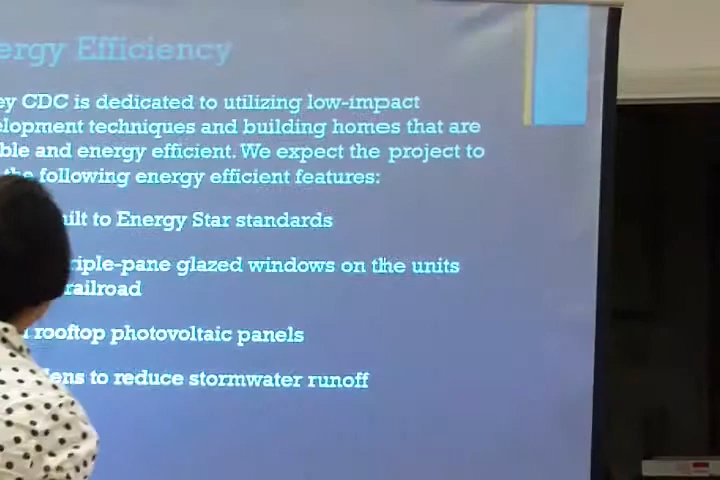 ergy Efficiency
ey CDC is dedicated to utilizing low-impact
elopment techniques and building homes that are
ble and energy efficient. We expect the project to
the following energy efficient features:
ilt to Energy Star standards
riple-pane glazed windows on the units
railroad
rooftop photovoltaic panels
ens to reduce stormwater runoff